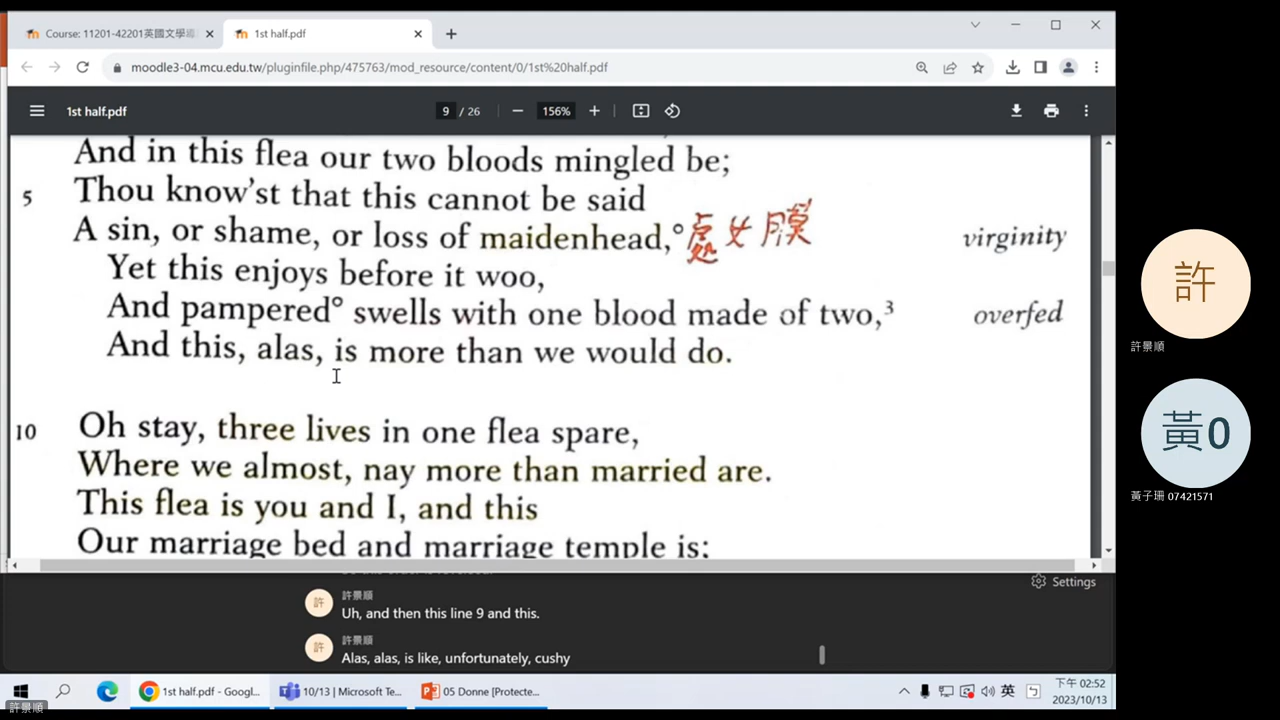 Course: 11201-42201英國文學導
1st half.pdf
moodle3-04.mcu.edu.tw/pluginfile.php/475763/mod_resource/content/0/1st%20half.pdf
1st half.pdf
9 / 26
156%
And in this flea our two bloods mingled be;
5 Thou know'st that this cannot be said
A sin, or shame, or loss of maidenhead,° 處女膜 virginity
Yet this enjoys before it woo,
And pampered° swells with one blood made of two,³ overfed
And this, alas, is more than we would do.
10 Oh stay, three lives in one flea spare,
Where we almost, nay more than married are.
This flea is you and I, and this
Our marriage bed and marriage temple is;
許
許景順
黃0
黃子珊 07421571
Settings
許
許景順
Uh, and then this line 9 and this.
許
許景順
Alas, alas, is like, unfortunately, cushy
1st half.pdf - Googl...
10/13 | Microsoft Te...
05 Donne [Protecte...
英
下午 02:52
2023/10/13
許景順